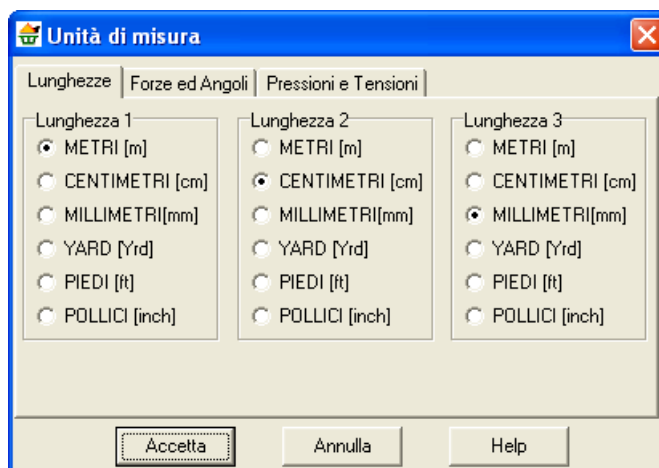 Unità di misura
Lunghezze Forze ed Angoli Pressioni e Tensioni
Lunghezza 1
METRI [m]
CENTIMETRI [cm]
MILLIMETRI[mm]
YARD [Yrd]
PIEDI [ft]
POLLICI [inch]
Lunghezza 2
METRI [m]
CENTIMETRI [cm]
MILLIMETRI[mm]
YARD [Yrd]
PIEDI [ft]
POLLICI [inch]
Lunghezza 3
METRI [m]
CENTIMETRI [cm]
MILLIMETRI[mm]
YARD [Yrd]
PIEDI [ft]
POLLICI [inch]
Accetta Annulla Help